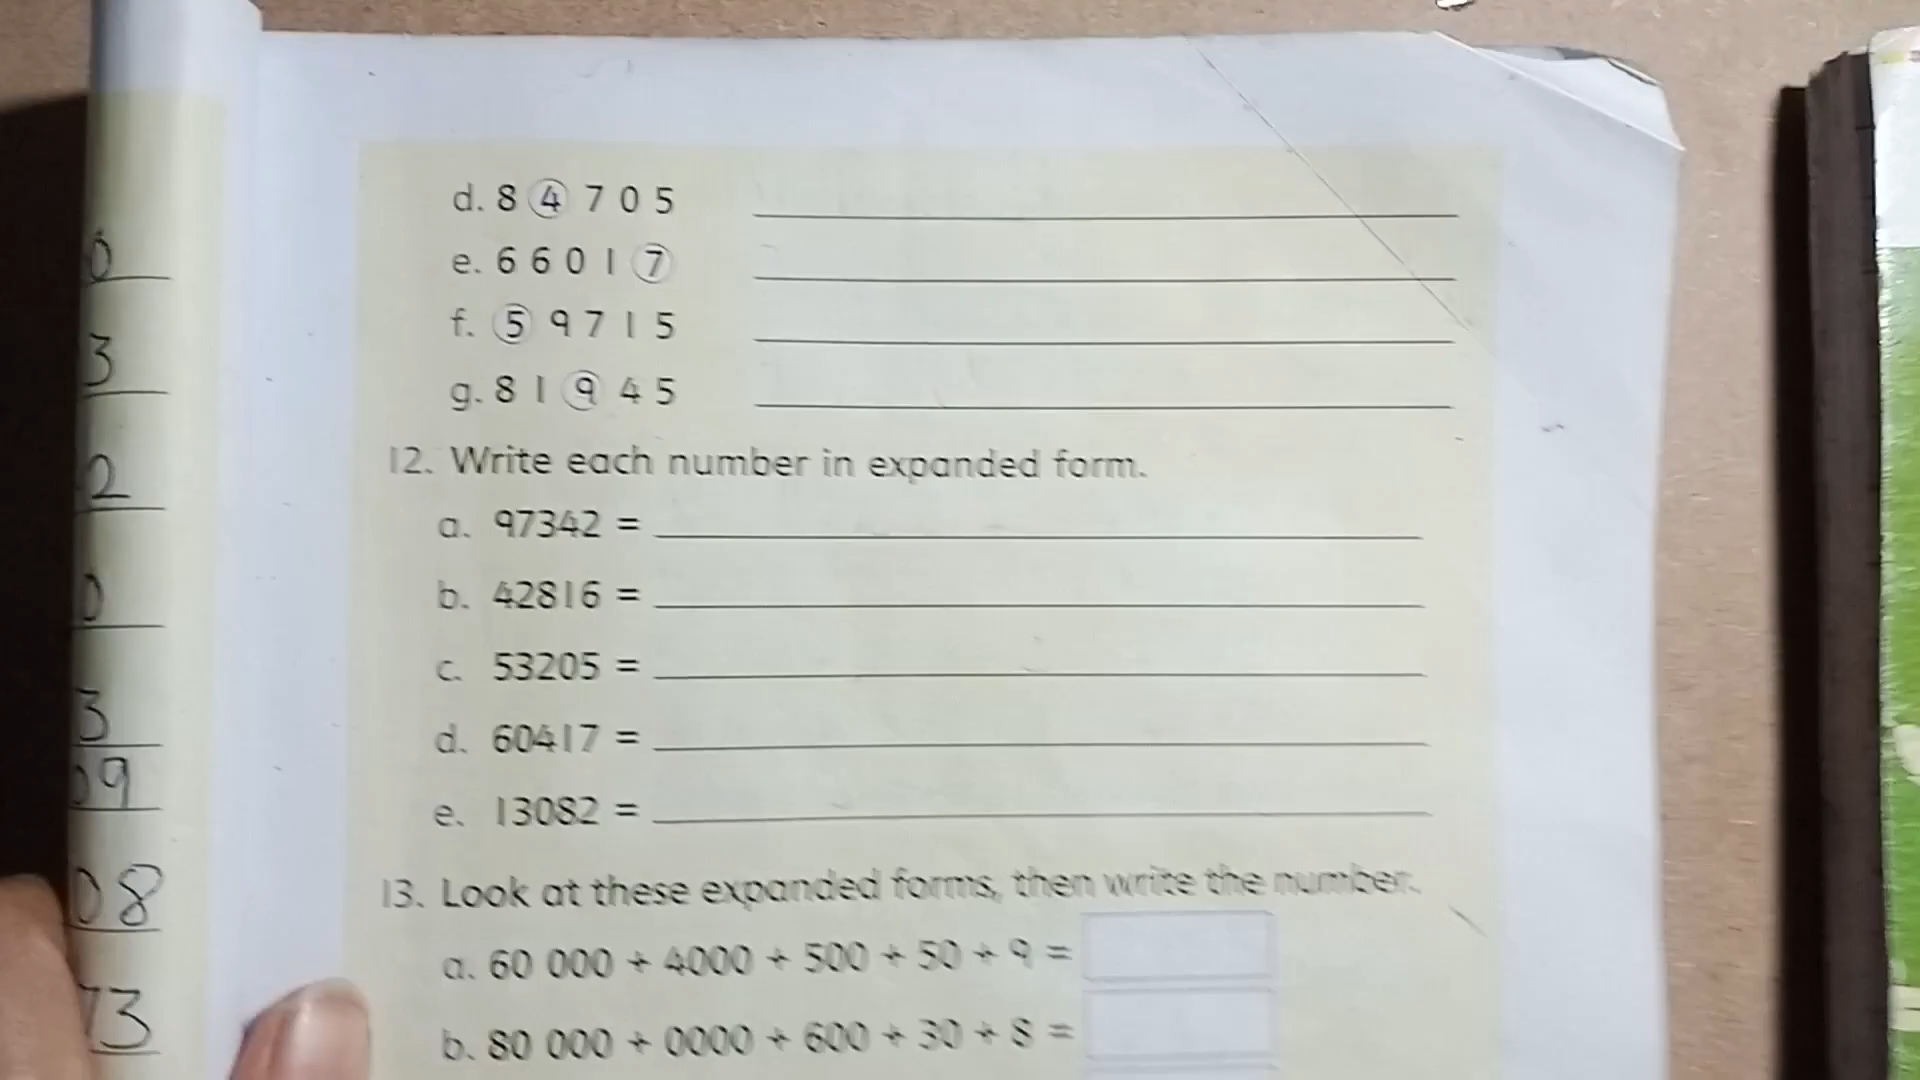 d. 8 4 7 0 5
e. 6 6 0 1 7
f. 5 9 7 1 5
g. 8 1 9 4 5
12. Write each number in expanded form.
a. 97342 =
b. 42816 =
c. 53205 =
d. 60417 =
e. 13082 =
13. Look at these expanded forms, then write the number.
a. 60 000 + 4000 + 500 + 50 + 9 =
b. 80 000 + 0000 + 600 + 30 + 8 =